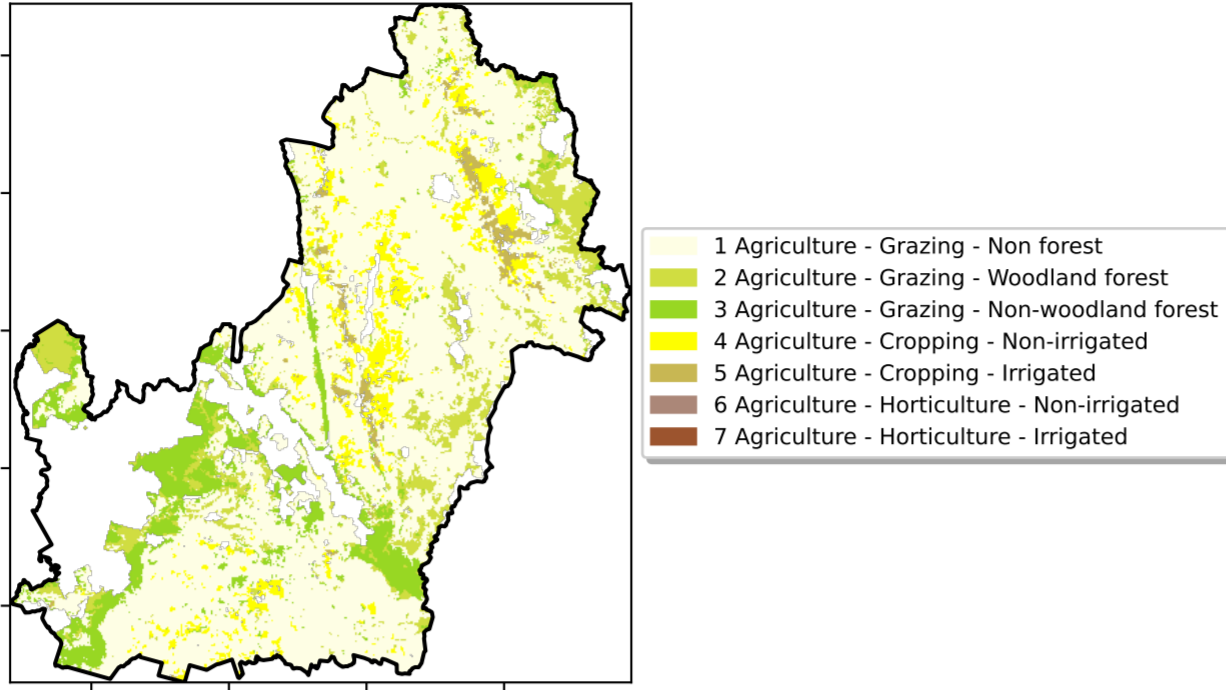 1 Agriculture - Grazing - Non forest
2 Agriculture - Grazing - Woodland forest
3 Agriculture - Grazing - Non-woodland forest
4 Agriculture - Cropping - Non-irrigated
5 Agriculture - Cropping - Irrigated
6 Agriculture - Horticulture - Non-irrigated
7 Agriculture - Horticulture - Irrigated